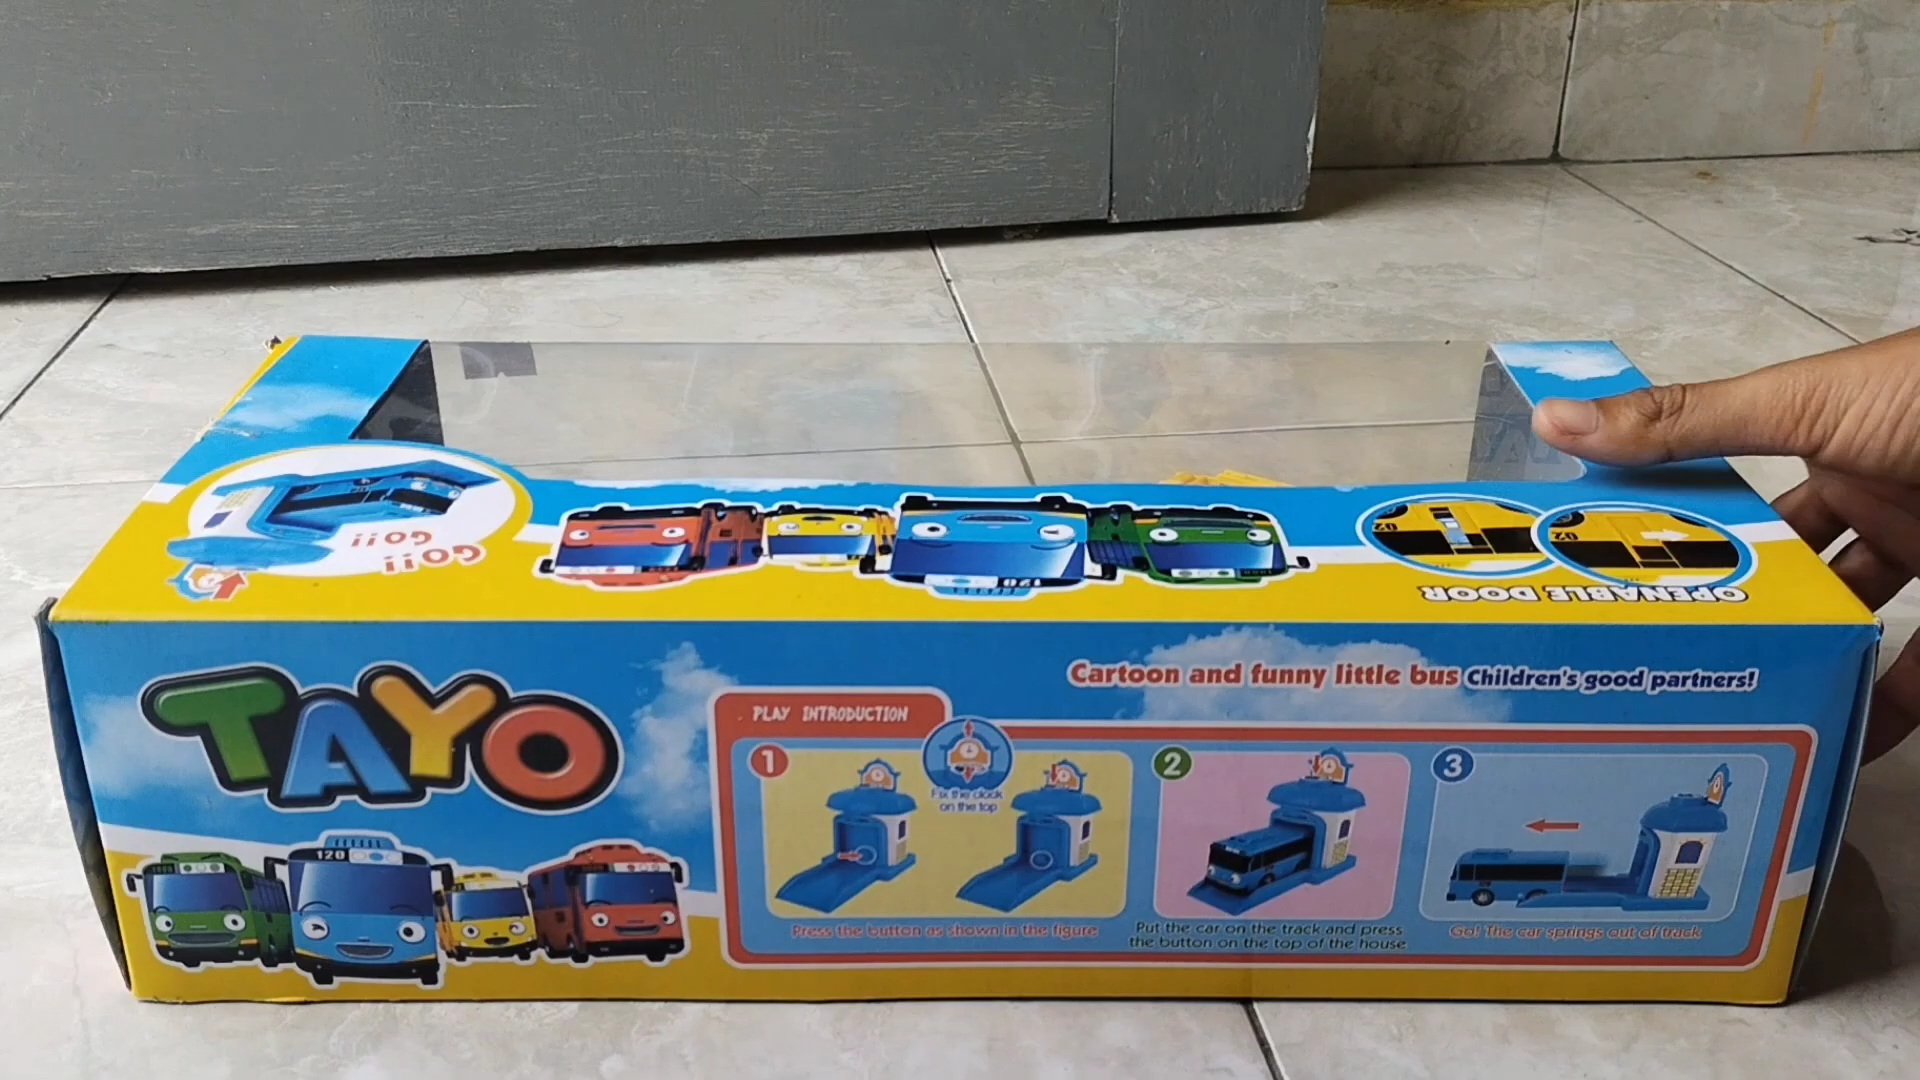 GO!!
GO!!
OPENABLE DOOR
02
02
120
TAYO
Cartoon and funny little bus Children's good partners!
PLAY INTRODUCTION
1
2
3
Fix the clock
on the top
Press the button as shown in the figure
Put the car on the track and press
the button on the top of the house
Go! The car springs out of track
120